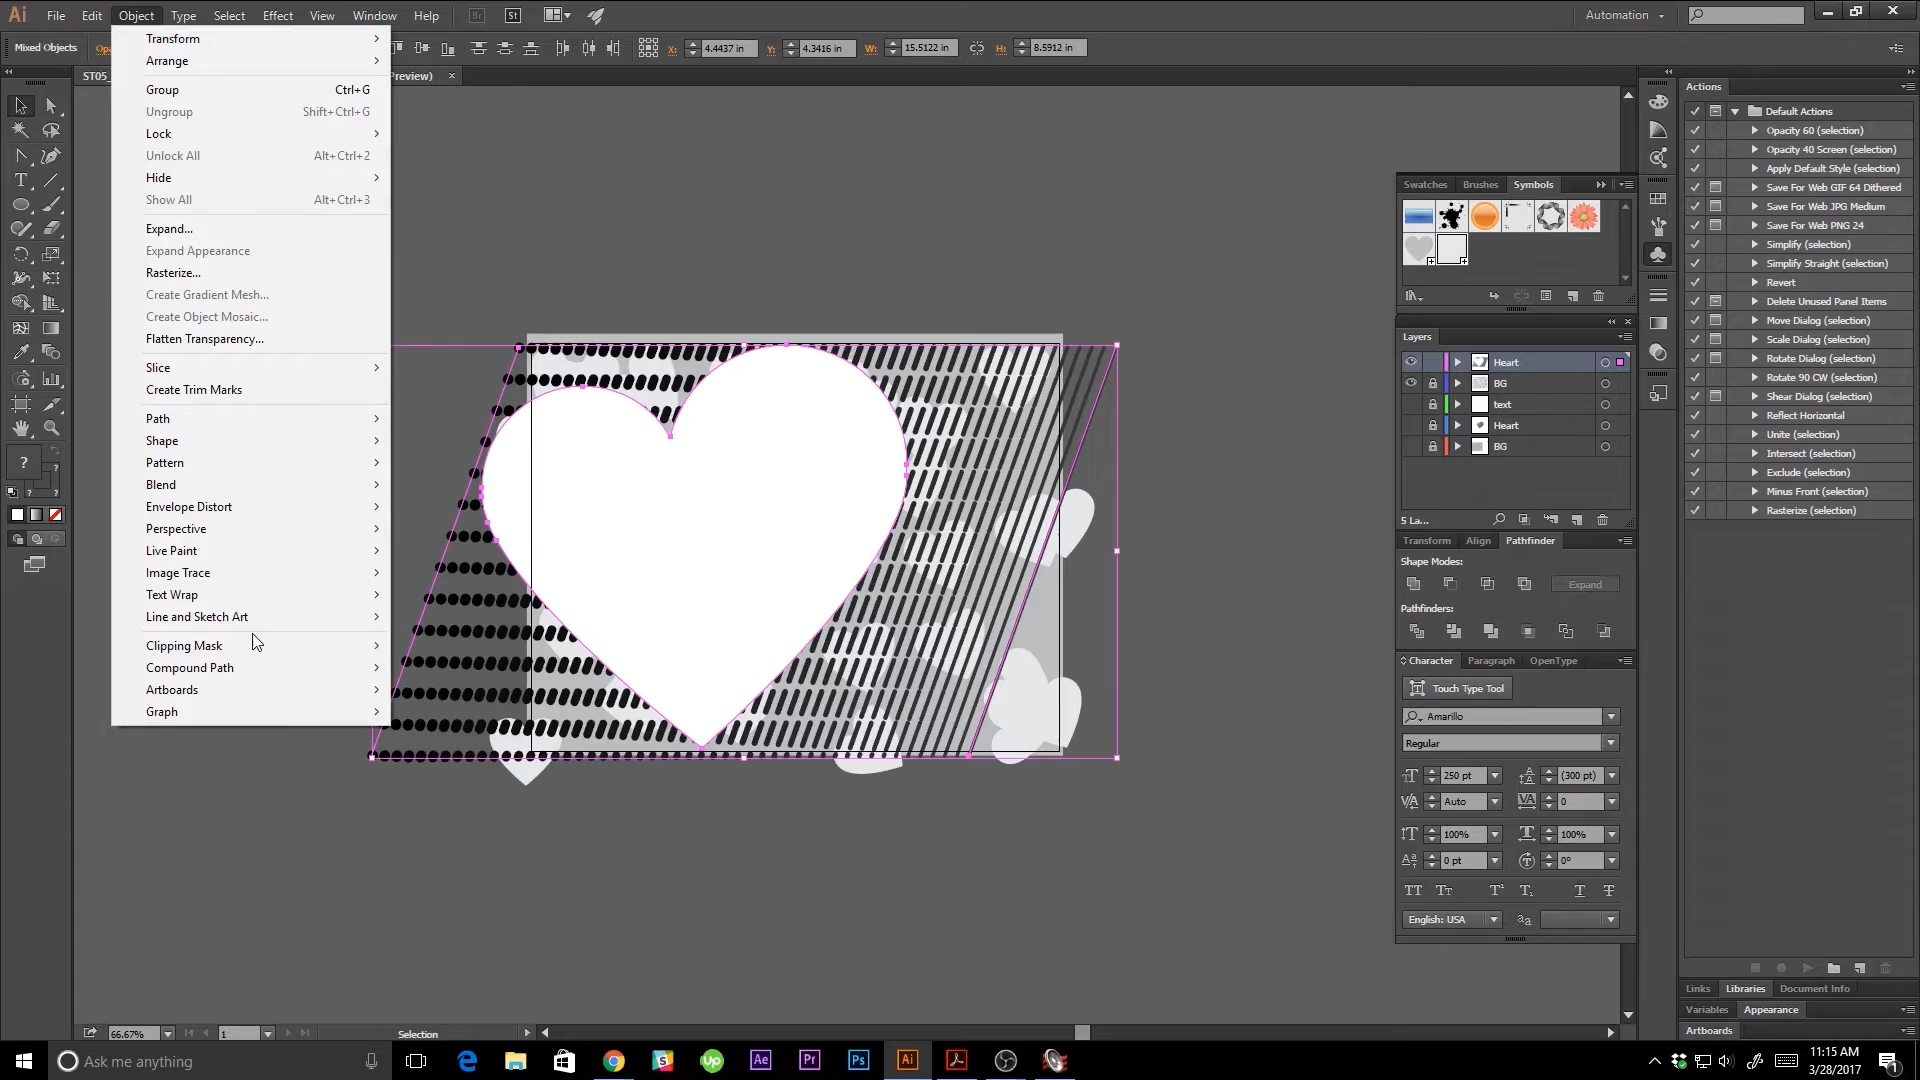 Ai File Edit Object Type Select Effect View Window Help Br St Automation
Mixed Objects X: 4.4437 in Y: 4.3416 in W: 15.5122 in H: 8.5912 in
ST05_ Preview)
Transform
Arrange
Group Ctrl+G
Ungroup Shift+Ctrl+G
Lock
Unlock All Alt+Ctrl+2
Hide
Show All Alt+Ctrl+3
Expand...
Expand Appearance
Rasterize...
Create Gradient Mesh...
Create Object Mosaic...
Flatten Transparency...
Slice
Create Trim Marks
Path
Shape
Pattern
Blend
Envelope Distort
Perspective
Live Paint
Image Trace
Text Wrap
Line and Sketch Art
Clipping Mask
Compound Path
Artboards
Graph
Swatches Brushes Symbols
Layers
Heart
BG
text
Heart
BG
5 La...
Transform Align Pathfinder
Shape Modes:
Expand
Pathfinders:
Character Paragraph OpenType
Touch Type Tool
Amarillo
Regular
250 pt (300 pt)
Auto 0
100% 100%
0 pt 0°
English: USA
Actions
Default Actions
Opacity 60 (selection)
Opacity 40 Screen (selection)
Apply Default Style (selection)
Save For Web GIF 64 Dithered
Save For Web JPG Medium
Save For Web PNG 24
Simplify (selection)
Simplify Straight (selection)
Revert
Delete Unused Panel Items
Move Dialog (selection)
Scale Dialog (selection)
Rotate Dialog (selection)
Rotate 90 CW (selection)
Shear Dialog (selection)
Reflect Horizontal
Unite (selection)
Intersect (selection)
Exclude (selection)
Minus Front (selection)
Rasterize (selection)
Links Libraries Document Info
Variables Appearance
Artboards
66.67% 1 Selection
Ask me anything
Ae Pr Ps Ai
11:15 AM
3/28/2017